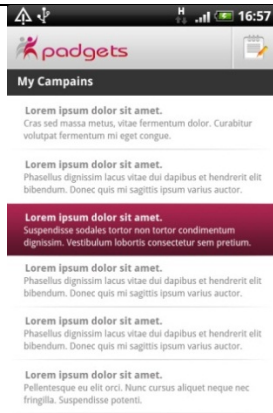 H
16:57
padgets
My Campains
Lorem ipsum dolor sit amet.
Cras sed massa metus, vitae fermentum dolor. Curabitur
volutpat fermentum mi eget congue.
Lorem ipsum dolor sit amet.
Phasellus dignissim lacus vitae dui dapibus et hendrerit elit
bibendum. Donec quis mi sagittis ipsum varius auctor.
Lorem ipsum dolor sit amet.
Suspendisse sodales tortor non tortor condimentum
dignissim. Vestibulum lobortis consectetur sem pretium.
Lorem ipsum dolor sit amet.
Phasellus dignissim lacus vitae dui dapibus et hendrerit elit
bibendum. Donec quis mi sagittis ipsum varius auctor.
Lorem ipsum dolor sit amet.
Phasellus dignissim lacus vitae dui dapibus et hendrerit elit
bibendum. Donec quis mi sagittis ipsum varius auctor.
Lorem ipsum dolor sit amet.
Pellentesque eu elit orci. Nunc cursus aliquet neque nec
fringilla. Suspendisse potenti.